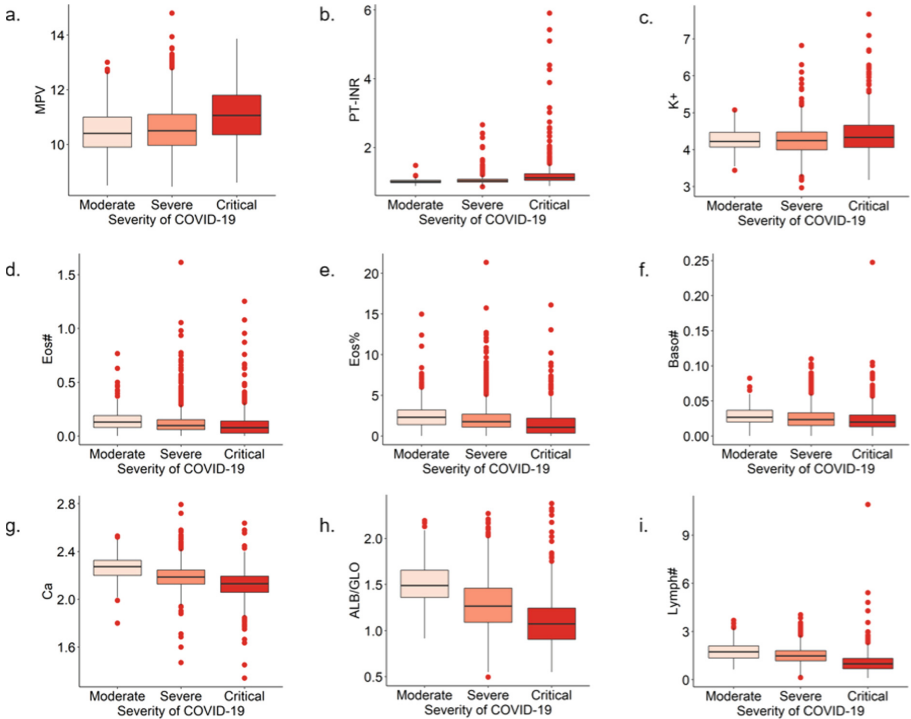 a.
MPV
14
12
10
Moderate Severe Critical
Severity of COVID-19
b.
PT-INR
6
4
2
Moderate Severe Critical
Severity of COVID-19
c.
K+
7
6
5
4
3
Moderate Severe Critical
Severity of COVID-19
d.
Eos#
1.5
1.0
0.5
0.0
Moderate Severe Critical
Severity of COVID-19
e.
Eos%
20
15
10
5
0
Moderate Severe Critical
Severity of COVID-19
f.
Baso#
0.25
0.20
0.15
0.10
0.05
0.00
Moderate Severe Critical
Severity of COVID-19
g.
Ca
2.8
2.4
2.0
1.6
Moderate Severe Critical
Severity of COVID-19
h.
ALB/GLO
2.0
1.5
1.0
0.5
Moderate Severe Critical
Severity of COVID-19
i.
Lymph#
9
6
3
0
Moderate Severe Critical
Severity of COVID-19